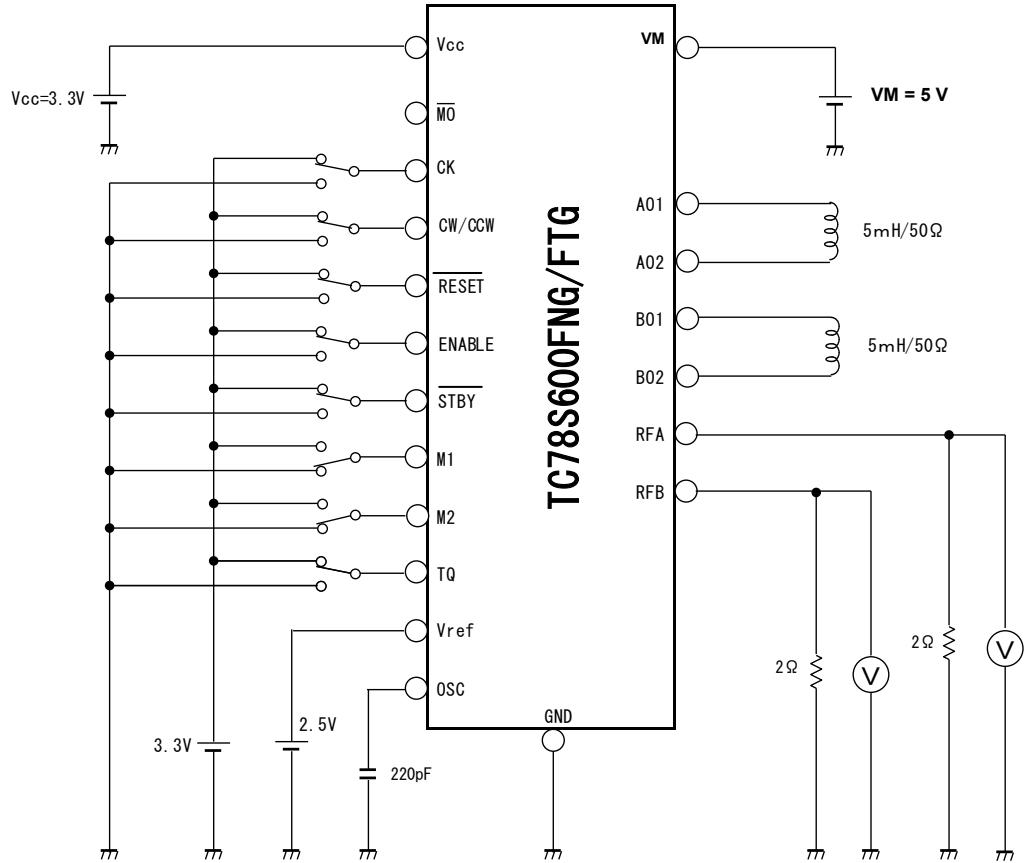 Vcc
VM
Vcc=3.3V
VM = 5 V
MO
CK
CW/CCW
RESET
ENABLE
STBY
M1
M2
TQ
Vref
OSC
TC78S600FNG/FTG
A01
A02
5mH/50Ω
B01
B02
5mH/50Ω
RFA
RFB
GND
3.3V
2.5V
220pF
2Ω
V
2Ω
V